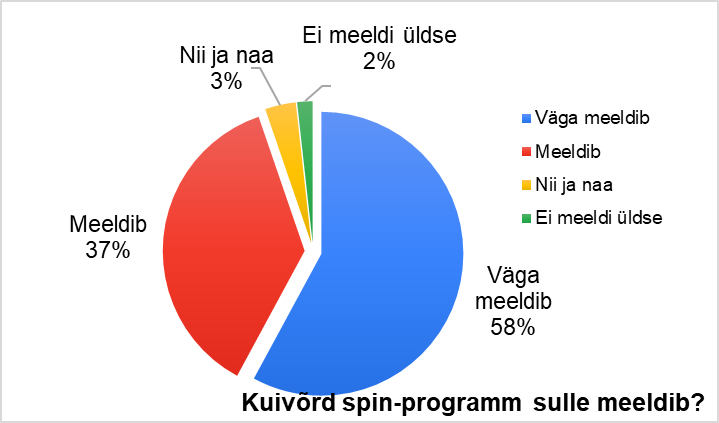 Ei meeldi üldse
2%
Nii ja naa
3%
Väga meeldib
Meeldib
Nii ja naa
Ei meeldi üldse
Meeldib
37%
Väga
meeldib
58%
Kuivõrd spin-programm sulle meeldib?